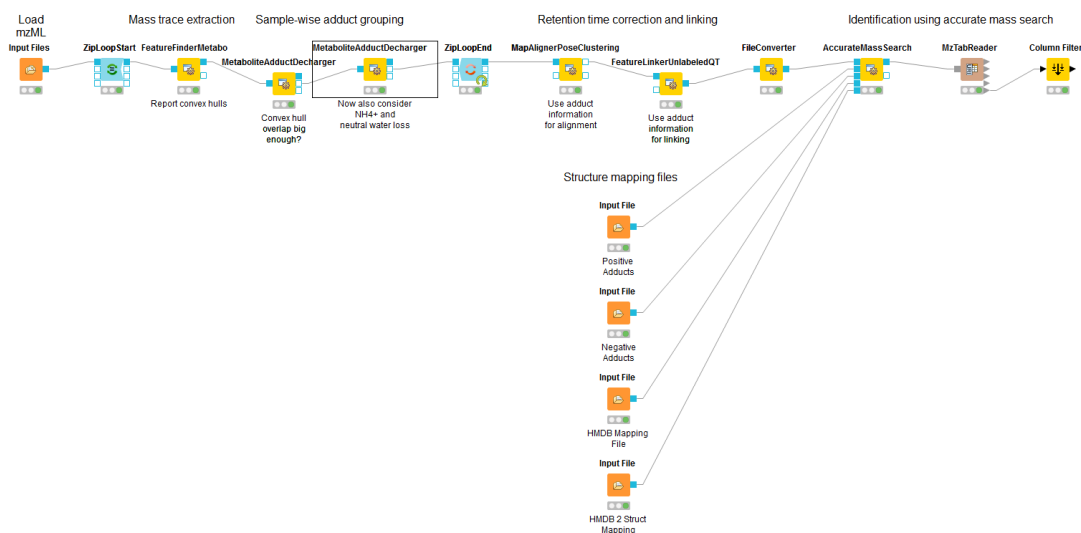 Load
mzML
Mass trace extraction
Sample-wise adduct grouping
Retention time correction and linking
Identification using accurate mass search
Input Files
ZipLoopStart
FeatureFinderMetabo
MetaboliteAdductDecharger
MetaboliteAdductDecharger
ZipLoopEnd
MapAlignerPoseClustering
FeatureLinkerUnlabeledQT
FileConverter
AccurateMassSearch
MzTabReader
Column Filter
Report convex hulls
Convex hull
overlap big
enough?
Now also consider
NH4+ and
neutral water loss
Use adduct
information
for alignment
Use adduct
information
for linking
Structure mapping files
Input File
Positive
Adducts
Input File
Negative
Adducts
Input File
HMDB Mapping
File
Input File
HMDB 2 Struct
Mapping